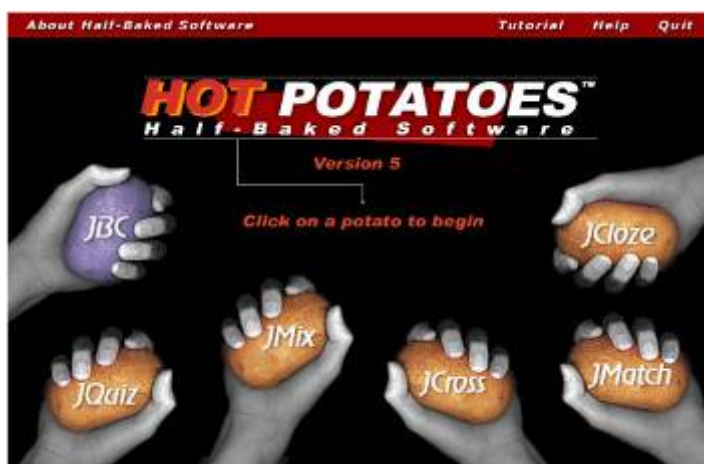 About Half-Baked Software Tutorial Help Quit
HOT POTATOES™
Half-Baked Software
Version 5
Click on a potato to begin
JBC
JCloze
JMix
JQuiz
JCross
JMatch